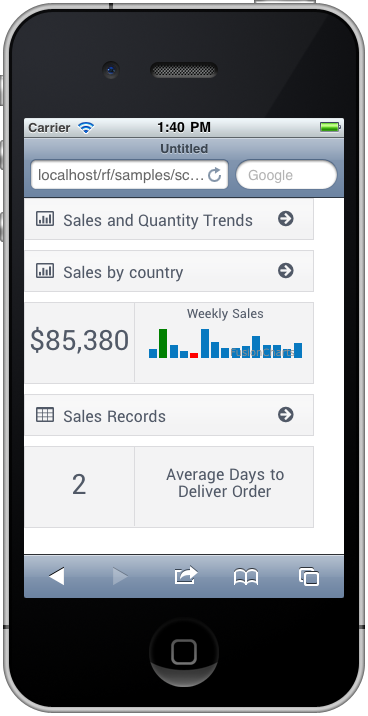 Carrier 1:40 PM
Untitled
localhost/rf/samples/sc... Google
Sales and Quantity Trends
Sales by country
Weekly Sales
$85,380
FusionCharts
Sales Records
2
Average Days to
Deliver Order